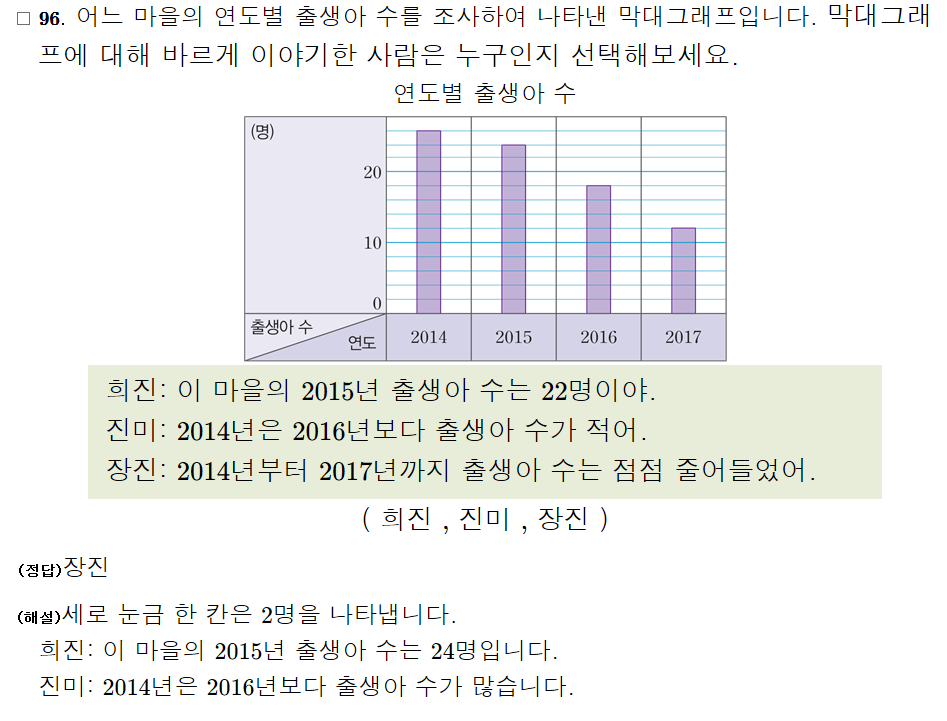 □ 96. 어느 마을의 연도별 출생아 수를 조사하여 나타낸 막대그래프입니다. 막대그래
프에 대해 바르게 이야기한 사람은 누구인지 선택해보세요.
연도별 출생아 수
(명)
20
10
0
출생아 수
연도
2014 2015 2016 2017
희진: 이 마을의 2015년 출생아 수는 22명이야.
진미: 2014년은 2016년보다 출생아 수가 적어.
장진: 2014년부터 2017년까지 출생아 수는 점점 줄어들었어.
( 희진 , 진미 , 장진 )
(정답)장진
(해설)세로 눈금 한 칸은 2명을 나타냅니다.
희진: 이 마을의 2015년 출생아 수는 24명입니다.
진미: 2014년은 2016년보다 출생아 수가 많습니다.